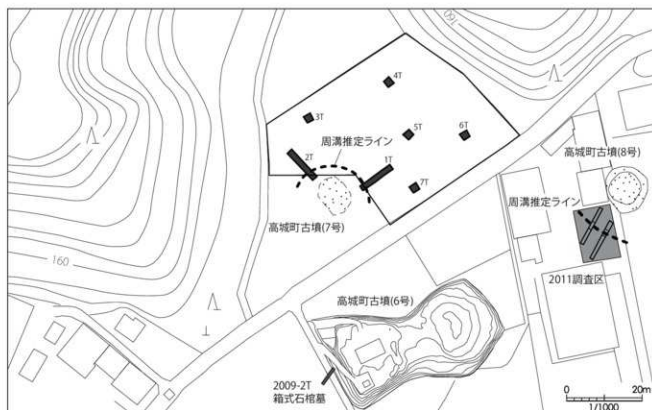 160
4T
3T
5T
6T
周溝推定ライン
2T
1T
7T
高城町古墳(8号)
高城町古墳(7号)
周溝推定ライン
160
2011調査区
高城町古墳(6号)
2009-2T
箱式石棺墓
0
20m
1/1000